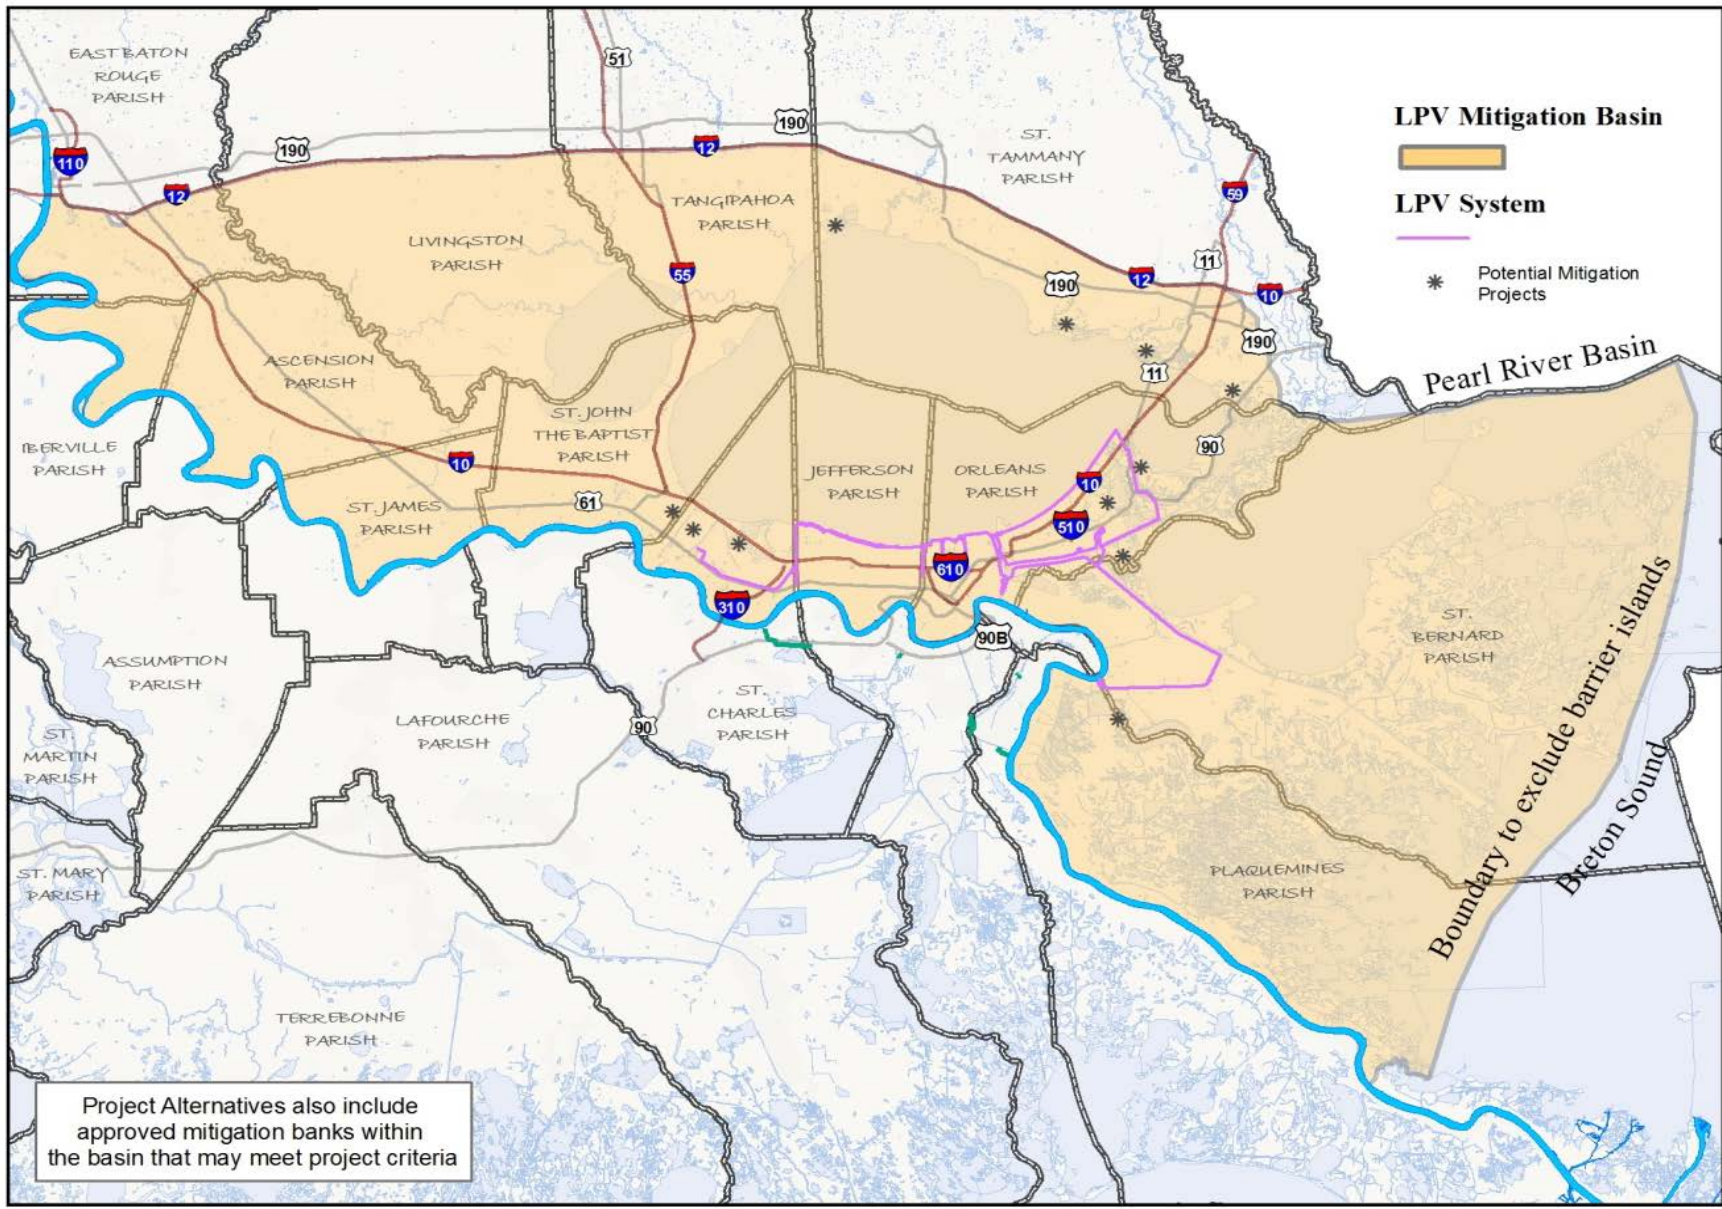 EAST BATON
ROUGE
PARISH
51
190
190
12
110
12
ST.
TAMMANY
PARISH
59
LPV Mitigation Basin
LPV System
Potential Mitigation
Projects
TANGIPAHOA
PARISH
LIVINGSTON
PARISH
55
11
190
12
10
190
11
Pearl River Basin
ASCENSION
PARISH
ST. JOHN
THE BAPTIST
PARISH
IBERVILLE
PARISH
10
JEFFERSON
PARISH
ORLEANS
PARISH
90
10
ST. JAMES
PARISH
61
510
610
310
90B
ST.
BERNARD
PARISH
Boundary to exclude barrier islands
Breton Sound
ASSUMPTION
PARISH
ST.
CHARLES
PARISH
LAFOURCHE
PARISH
90
ST.
MARTIN
PARISH
ST. MARY
PARISH
PLAQUEMINES
PARISH
TERREBONNE
PARISH
Project Alternatives also include
approved mitigation banks within
the basin that may meet project criteria